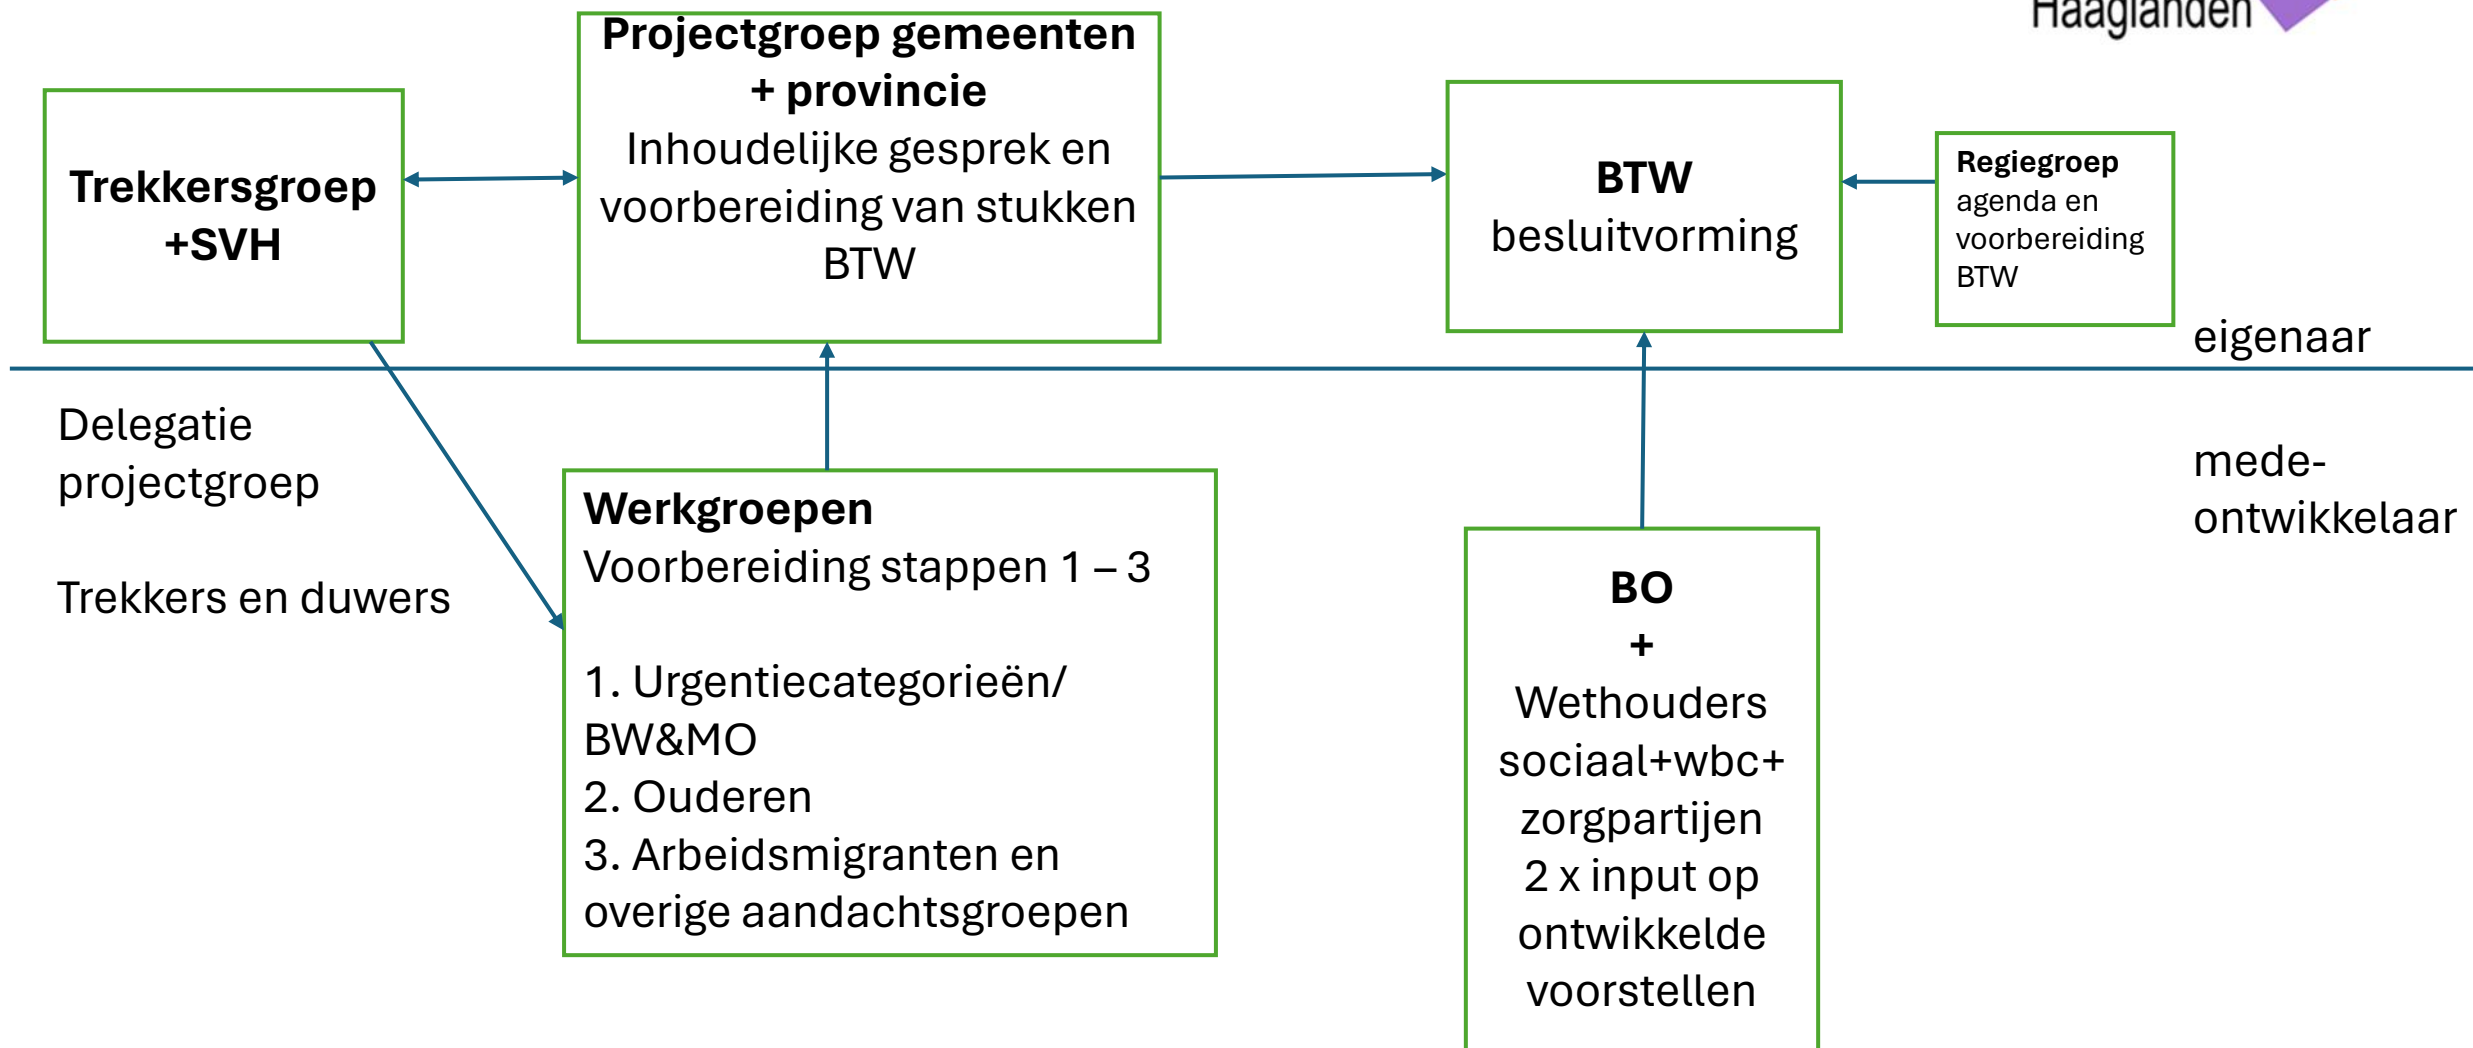 Haaglanden
Projectgroep gemeenten
+ provincie
Inhoudelijke gesprek en
voorbereiding van stukken
BTW
Trekkersgroep
+SVH
BTW
besluitvorming
Regiegroep
agenda en
voorbereiding
BTW
eigenaar
Delegatie
projectgroep
Trekkers en duwers
mede-
ontwikkelaar
Werkgroepen
Voorbereiding stappen 1 – 3
1. Urgentiecategorieën/
BW&MO
2. Ouderen
3. Arbeidsmigranten en
overige aandachtsgroepen
BO
+
Wethouders
sociaal+wbc+
zorgpartijen
2 x input op
ontwikkelde
voorstellen